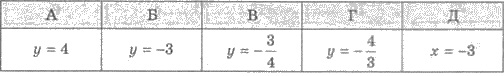 А Б В Г Д
y = 4 y = −3 y = −3/4 y = −4/3 x = −3